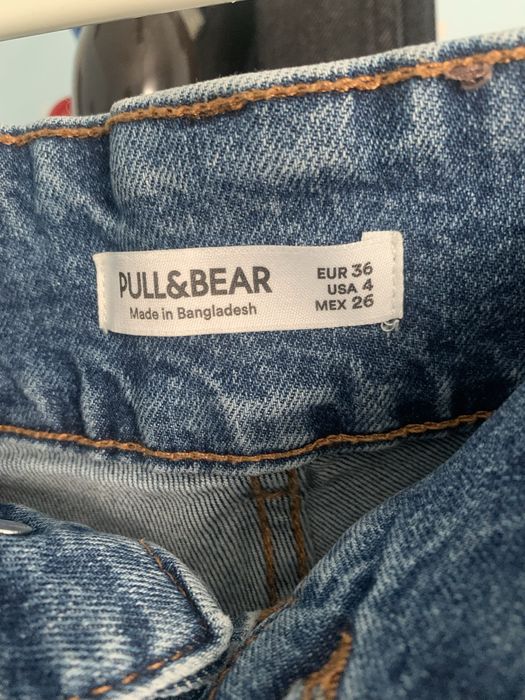 PULL&BEAR
Made in Bangladesh
EUR 36
USA 4
MEX 26